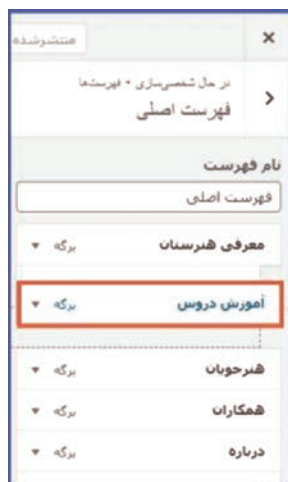 منتشرشده
در حال شخصی‌سازی • فهرست‌ها
فهرست اصلی
نام فهرست
فهرست اصلی
معرفی هنرستان برگه
آموزش دروس برگه
هنرجویان برگه
همکاران برگه
درباره برگه